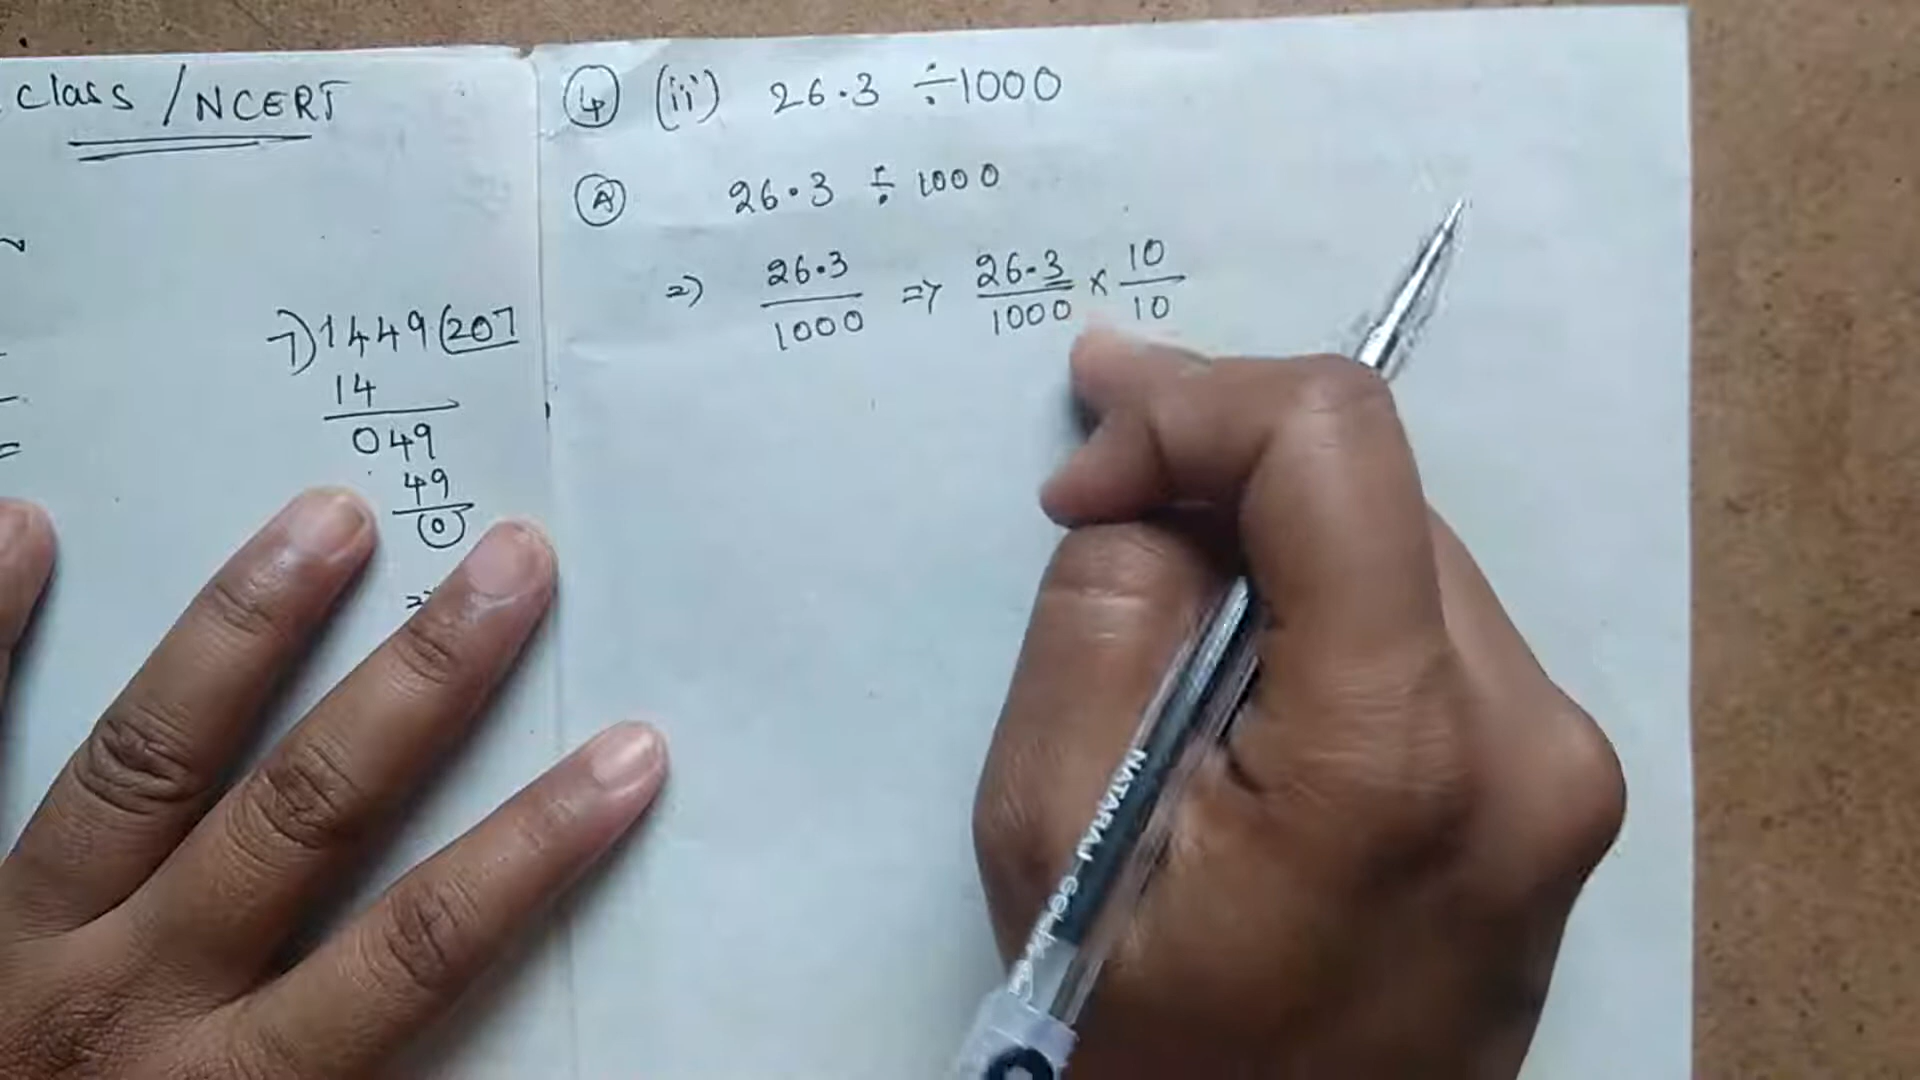 class / NCERT
7)1449(207
14
049
49
0
4 (ii) 26.3 ÷ 1000
A 26.3 ÷ 1000
=> 26.3/1000 => 26.3/1000 × 10/10
NATARAJ